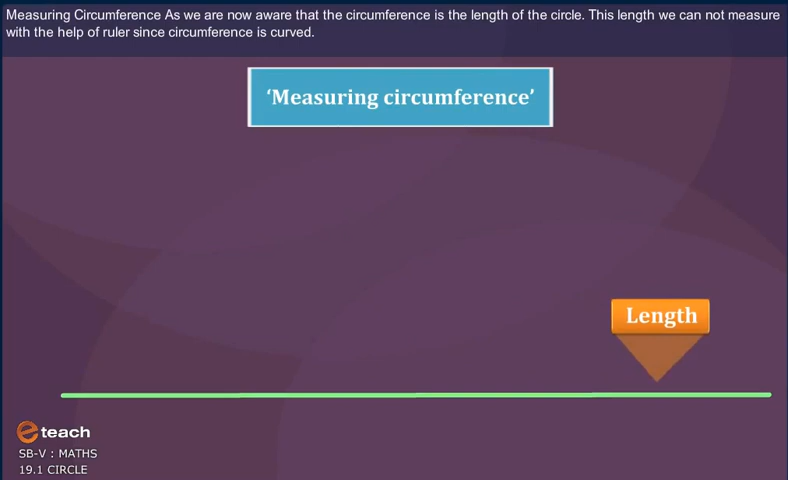 Measuring Circumference As we are now aware that the circumference is the length of the circle. This length we can not measure
with the help of ruler since circumference is curved.
‘Measuring circumference’
Length
e teach
SB-V : MATHS
19.1 CIRCLE